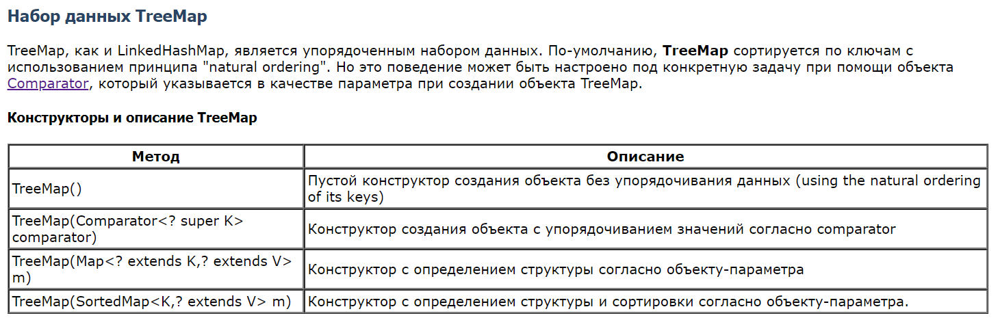 Набор данных TreeMap
TreeMap, как и LinkedHashMap, является упорядоченным набором данных. По-умолчанию, TreeMap сортируется по ключам с
использованием принципа "natural ordering". Но это поведение может быть настроено под конкретную задачу при помощи объекта
Comparator, который указывается в качестве параметра при создании объекта TreeMap.
Конструкторы и описание TreeMap
Метод
Описание
TreeMap()
Пустой конструктор создания объекта без упорядочивания данных (using the natural ordering
of its keys)
TreeMap(Comparator<? super K>
comparator)
Конструктор создания объекта с упорядочиванием значений согласно comparator
TreeMap(Map<? extends K,? extends V>
m)
Конструктор с определением структуры согласно объекту-параметра
TreeMap(SortedMap<K,? extends V> m)
Конструктор с определением структуры и сортировки согласно объекту-параметра.